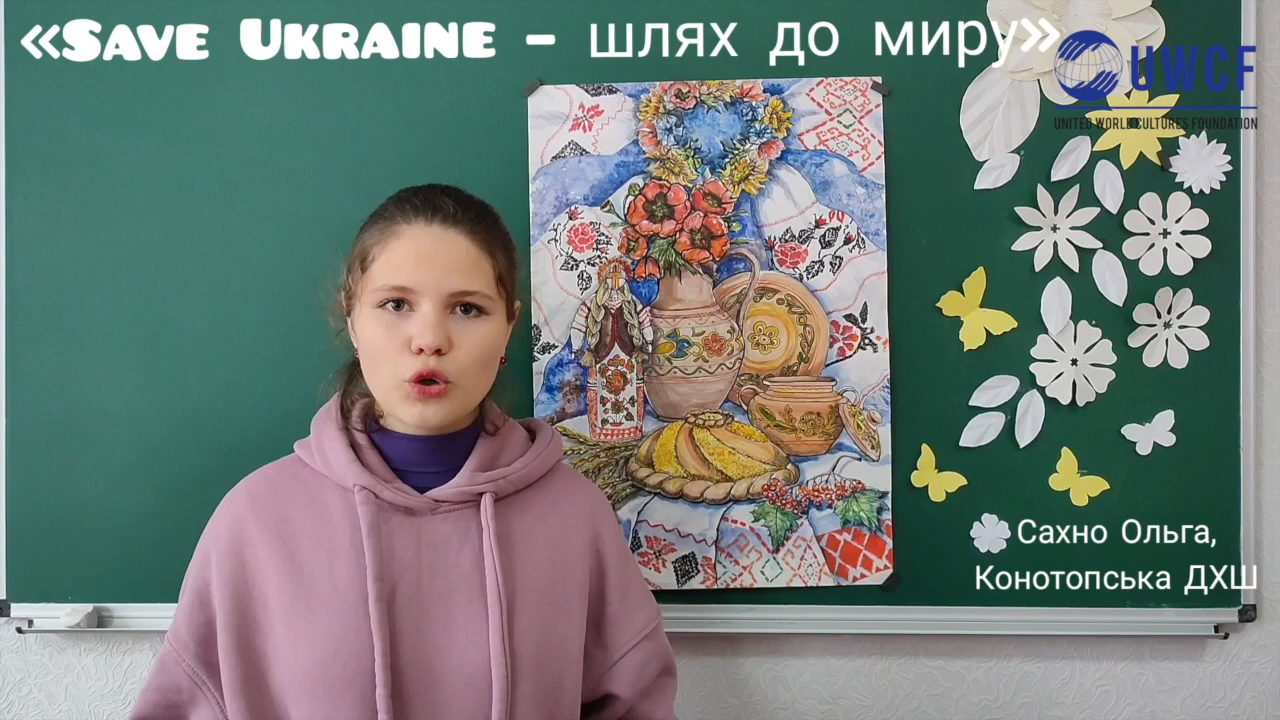 «SAVE UKRAINE – шлях до миру»
UWCF
UNITED WORLD CULTURES FOUNDATION
Сахно Ольга,
Конотопська ДХШ